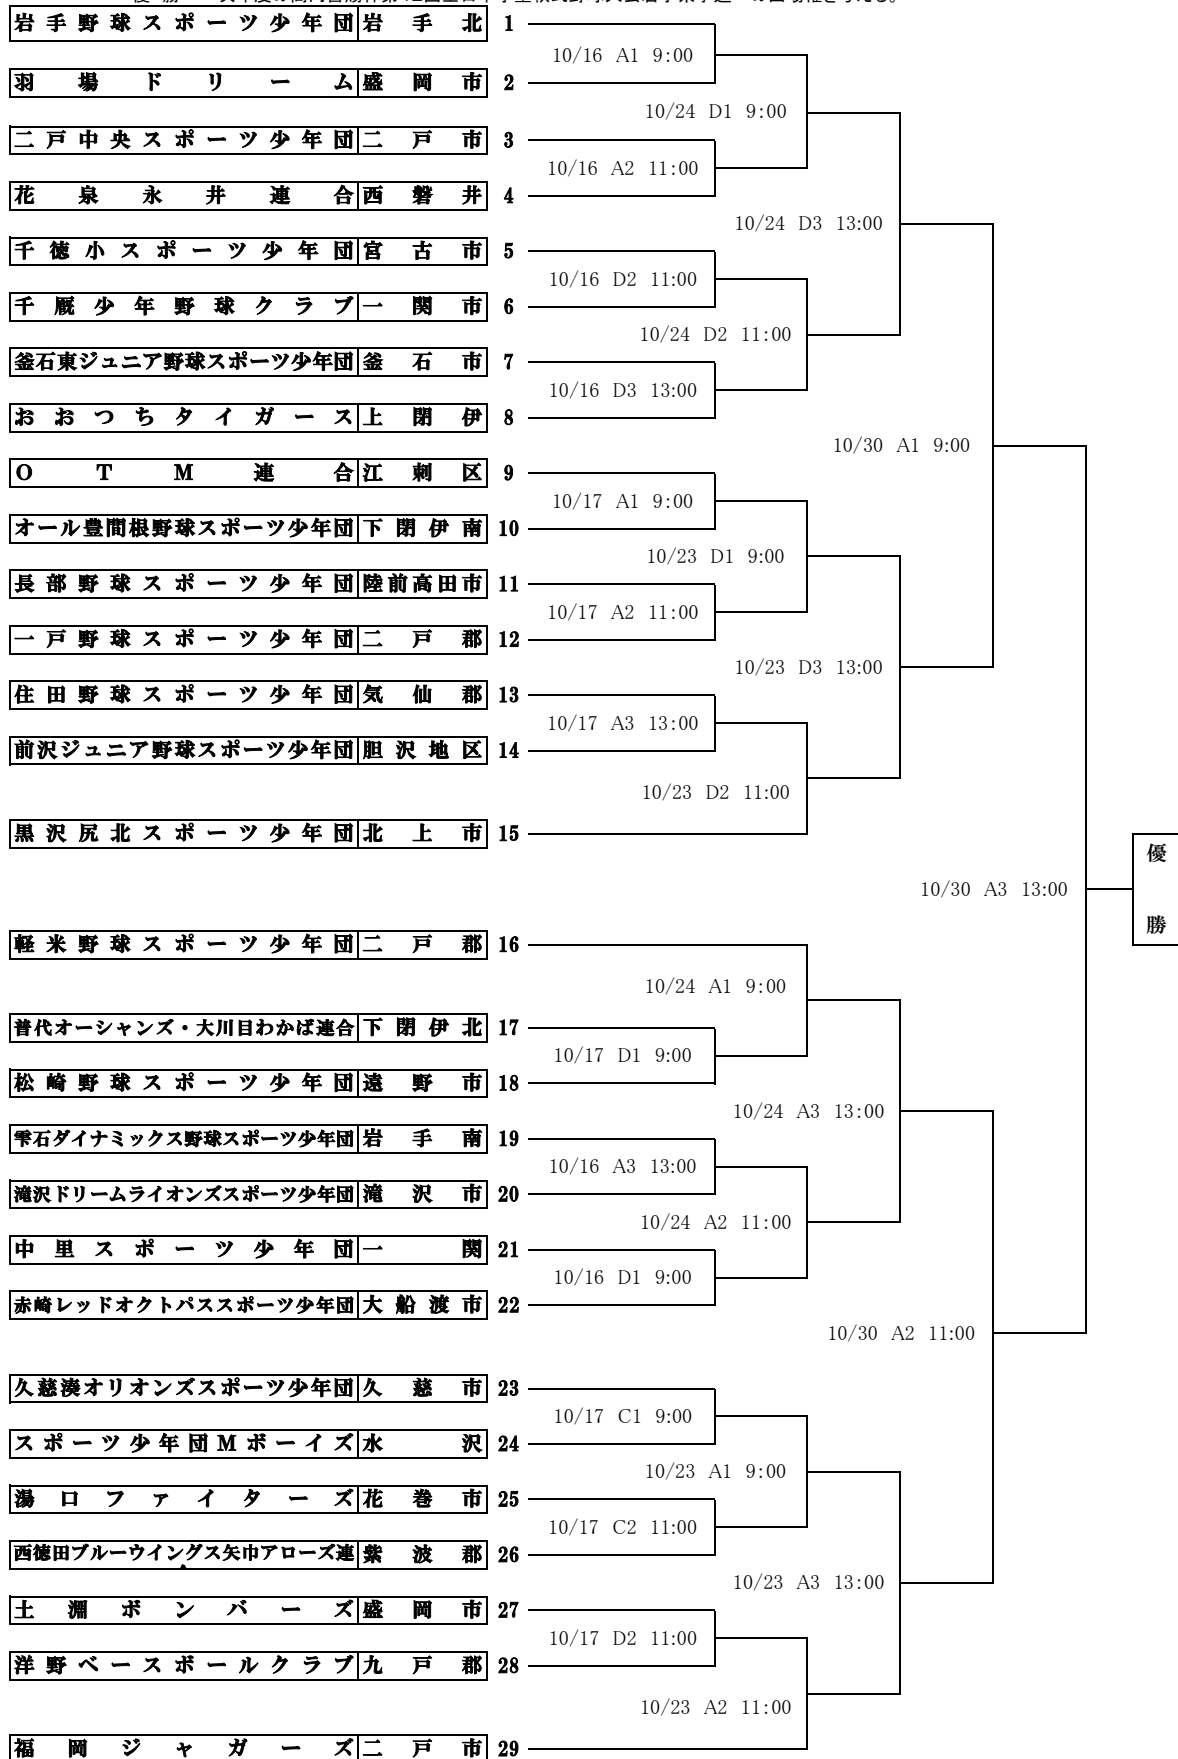 岩手野球スポーツ少年団 岩手北 1
10/16 A1 9:00
羽場ドリーム 盛岡市 2
10/24 D1 9:00
二戸中央スポーツ少年団 二戸市 3
10/16 A2 11:00
花泉永井連合 西磐井 4
10/24 D3 13:00
千徳小スポーツ少年団 宮古市 5
10/16 D2 11:00
千厩少年野球クラブ 一関市 6
10/24 D2 11:00
釜石東ジュニア野球スポーツ少年団 釜石市 7
10/16 D3 13:00
おおつちタイガース 上閉伊 8
10/30 A1 9:00
OTM連合 江刺区 9
10/17 A1 9:00
オール豊間根野球スポーツ少年団 下閉伊南 10
10/23 D1 9:00
長部野球スポーツ少年団 陸前高田市 11
10/17 A2 11:00
一戸野球スポーツ少年団 二戸郡 12
10/23 D3 13:00
住田野球スポーツ少年団 気仙郡 13
10/17 A3 13:00
前沢ジュニア野球スポーツ少年団 胆沢地区 14
10/23 D2 11:00
黒沢尻北スポーツ少年団 北上市 15
優勝
10/30 A3 13:00
軽米野球スポーツ少年団 二戸郡 16
10/24 A1 9:00
普代オーシャンズ・大川目わかば連合 下閉伊北 17
10/17 D1 9:00
松崎野球スポーツ少年団 遠野市 18
10/24 A3 13:00
雫石ダイナミックス野球スポーツ少年団 岩手南 19
10/16 A3 13:00
滝沢ドリームライオンズスポーツ少年団 滝沢市 20
10/24 A2 11:00
中里スポーツ少年団 一関 21
10/16 D1 9:00
赤崎レッドオクトパススポーツ少年団 大船渡市 22
10/30 A2 11:00
久慈湊オリオンズスポーツ少年団 久慈市 23
10/17 C1 9:00
スポーツ少年団Mボーイズ 水沢 24
10/23 A1 9:00
湯口ファイターズ 花巻市 25
10/17 C2 11:00
西徳田ブルーウイングス矢巾アローズ連 紫波郡 26
10/23 A3 13:00
土淵ボンバーズ 盛岡市 27
10/17 D2 11:00
洋野ベースボールクラブ 九戸郡 28
10/23 A2 11:00
福岡ジャガーズ 二戸市 29